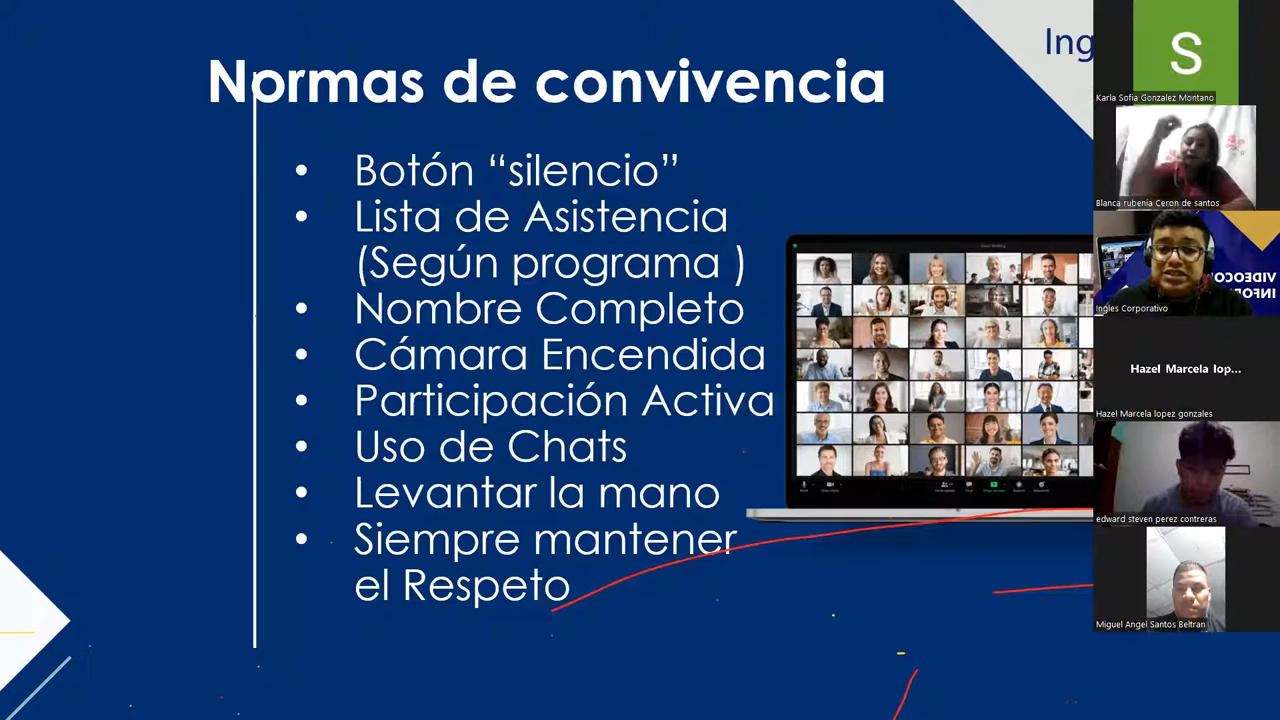 Normas de convivencia
Ing
• Botón “silencio”
• Lista de Asistencia
(Según programa )
• Nombre Completo
• Cámara Encendida
• Participación Activa
• Uso de Chats
• Levantar la mano
• Siempre mantener
el Respeto
S
Karla Sofia Gonzalez Montano
Blanca rubenia Ceron de santos
Ingles Corporativo
Hazel Marcela lop...
Hazel Marcela lopez gonzales
edward steven perez contreras
Miguel Angel Santos Beltran